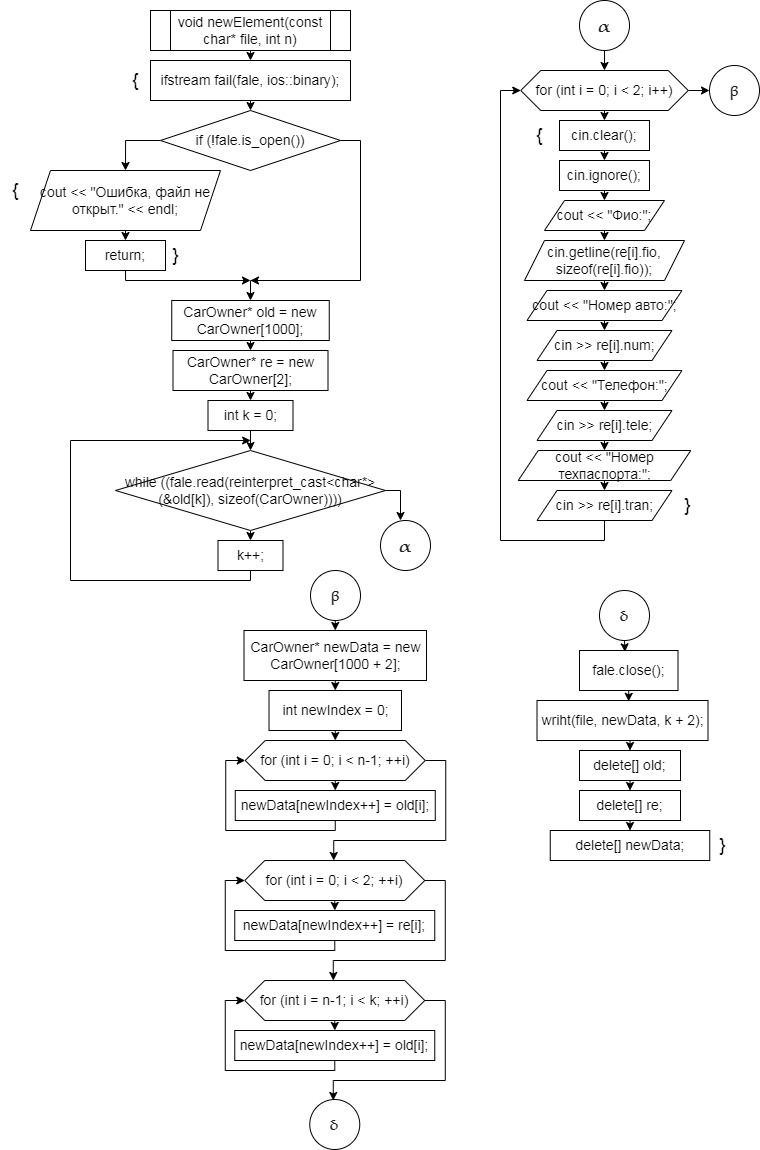 void newElement(const
char* file, int n)
{
ifstream fail(fale, ios::binary);
if (!fale.is_open())
{
cout << "Ошибка, файл не
открыт." << endl;
return;
}
CarOwner* old = new
CarOwner[1000];
CarOwner* re = new
CarOwner[2];
int k = 0;
while ((fale.read(reinterpret_cast<char*>
(&old[k]), sizeof(CarOwner))))
k++;
α
α
for (int i = 0; i < 2; i++)
β
{
cin.clear();
cin.ignore();
cout << "Фио:";
cin.getline(re[i].fio,
sizeof(re[i].fio));
cout << "Номер авто:";
cin >> re[i].num;
cout << "Телефон:";
cin >> re[i].tele;
cout << "Номер
техпаспорта:";
cin >> re[i].tran;
}
β
CarOwner* newData = new
CarOwner[1000 + 2];
int newIndex = 0;
for (int i = 0; i < n-1; ++i)
newData[newIndex++] = old[i];
for (int i = 0; i < 2; ++i)
newData[newIndex++] = re[i];
for (int i = n-1; i < k; ++i)
newData[newIndex++] = old[i];
δ
δ
fale.close();
wriht(file, newData, k + 2);
delete[] old;
delete[] re;
delete[] newData;
}